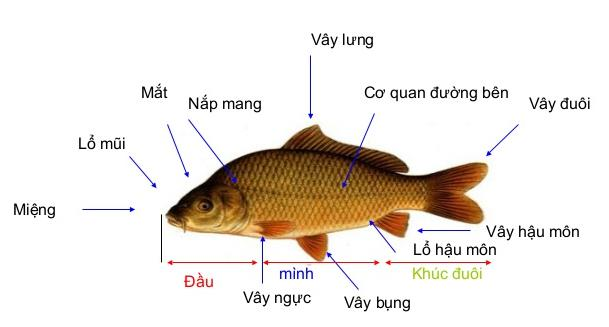 Vây lưng
Mắt
Nắp mang
Cơ quan đường bên
Vây đuôi
Lổ mũi
Miệng
Vây hậu môn
Lổ hậu môn
Đầu
mình
Khúc đuôi
Vây ngực
Vây bụng